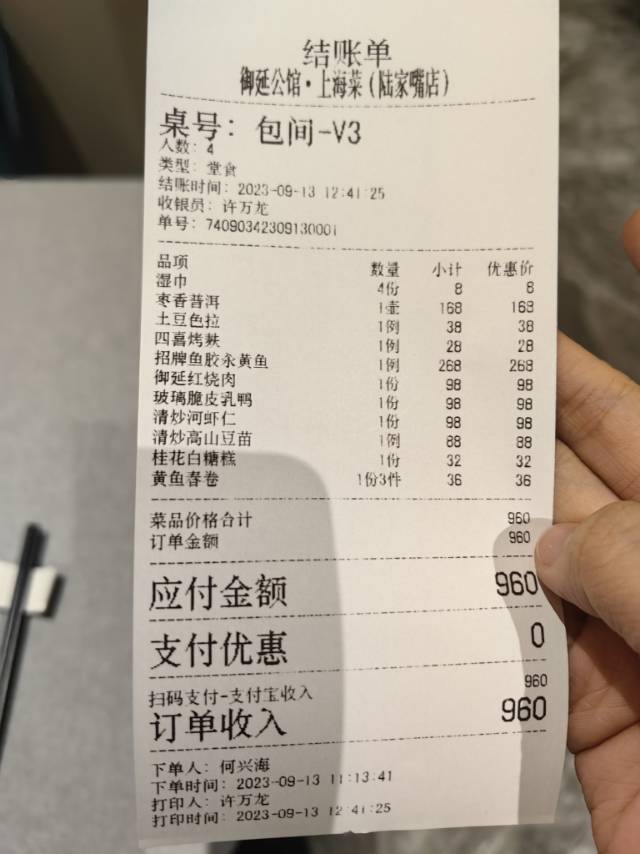 结账单
御延公馆·上海菜(陆家嘴店)
桌号: 包间-V3
人数: 4
类型: 堂食
结账时间: 2023-09-13 12:41:25
收银员: 许万龙
单号: 74090342309130001
品项 数量 小计 优惠价
湿巾 4份 8 8
枣香普洱 1壶 168 168
土豆色拉 1例 38 38
四喜烤麸 1例 28 28
招牌鱼胶永黄鱼 1例 268 268
御延红烧肉 1份 98 98
玻璃脆皮乳鸭 1份 98 98
清炒河虾仁 1份 98 98
清炒高山豆苗 1例 88 88
桂花白糖糕 1份 32 32
黄鱼春卷 1份3件 36 36
菜品价格合计 960
订单金额 960
应付金额 960
支付优惠 0
扫码支付-支付宝收入 960
订单收入 960
下单人: 何兴海
下单时间: 2023-09-13 11:13:41
打印人: 许万龙
打印时间: 2023-09-13 12:41:25